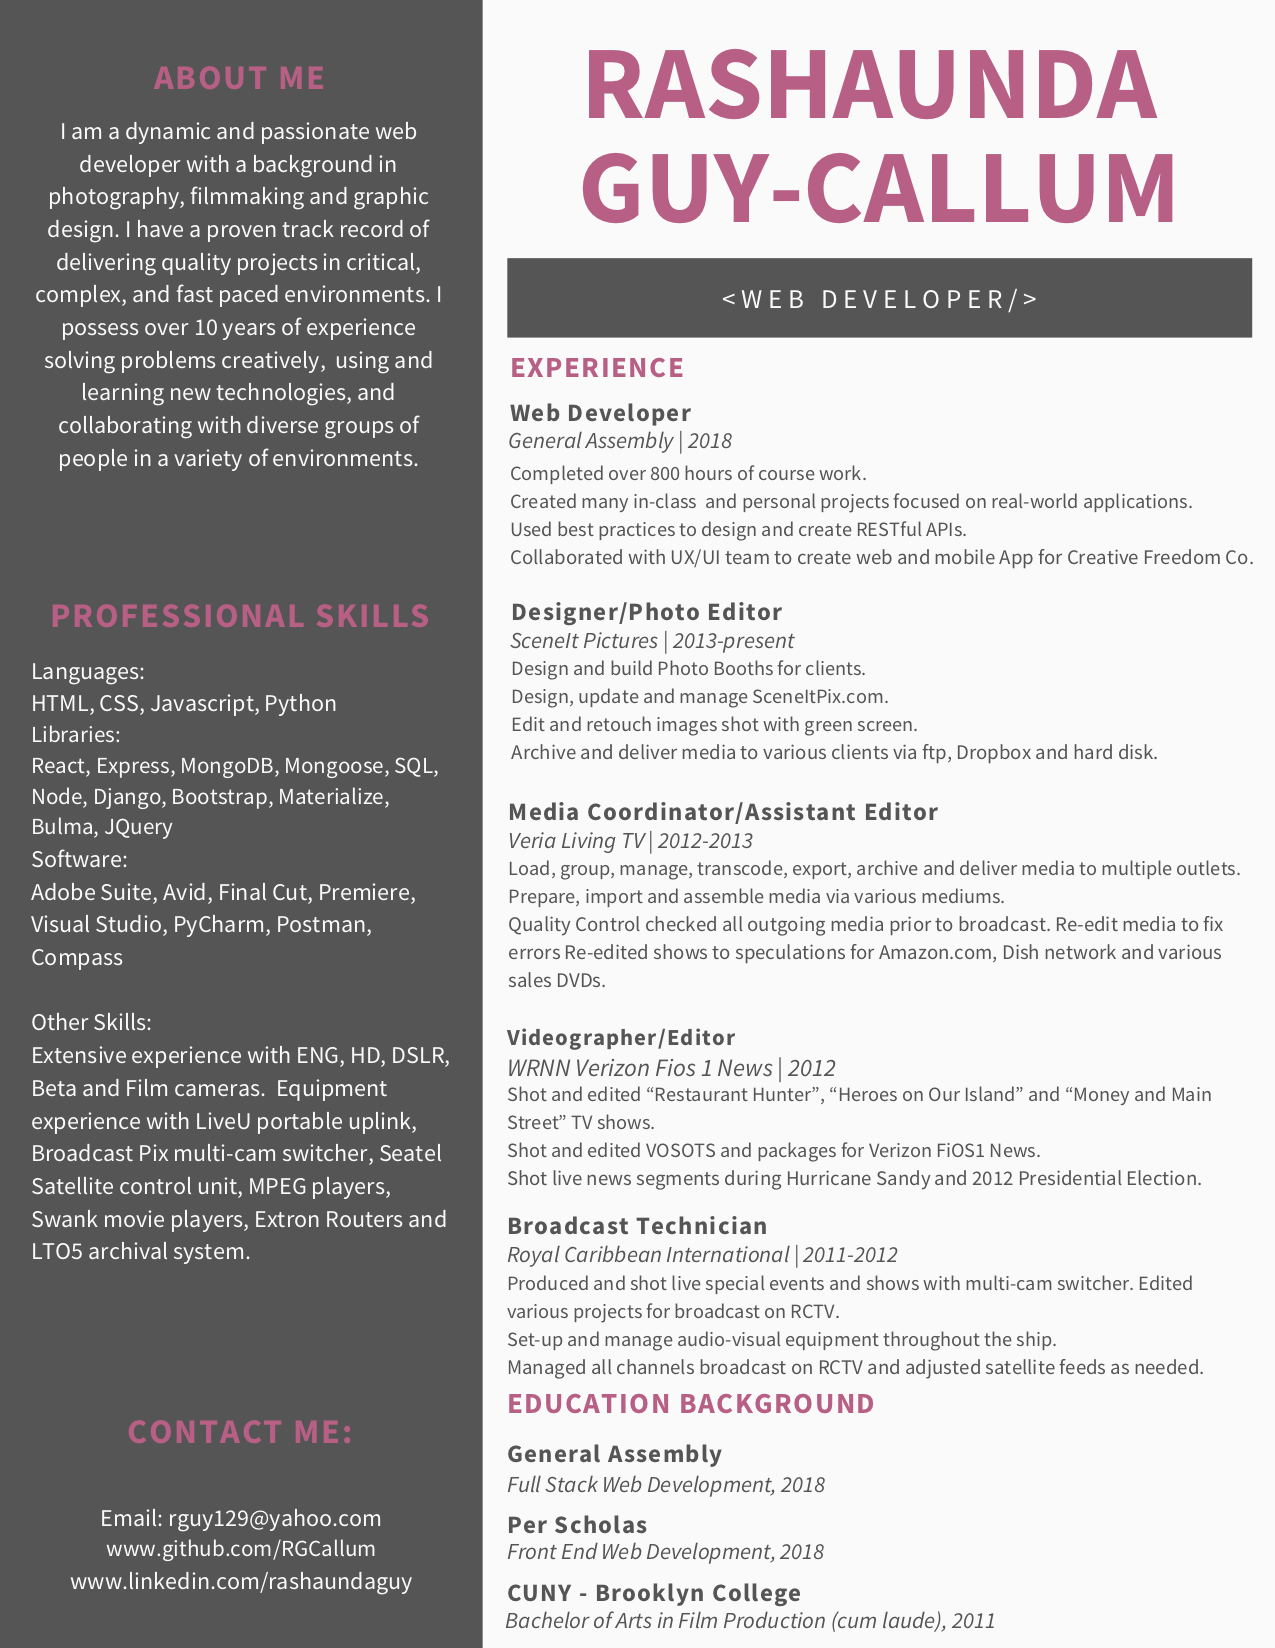 ABOUT ME
I am a dynamic and passionate web
developer with a background in
photography, filmmaking and graphic
design. I have a proven track record of
delivering quality projects in critical,
complex, and fast paced environments. I
possess over 10 years of experience
solving problems creatively,  using and
learning new technologies, and
collaborating with diverse groups of
people in a variety of environments.
PROFESSIONAL SKILLS
Languages:
HTML, CSS, Javascript, Python
Libraries:
React, Express, MongoDB, Mongoose, SQL,
Node, Django, Bootstrap, Materialize,
Bulma, JQuery
Software:
Adobe Suite, Avid, Final Cut, Premiere,
Visual Studio, PyCharm, Postman,
Compass
Other Skills:
Extensive experience with ENG, HD, DSLR,
Beta and Film cameras.  Equipment
experience with LiveU portable uplink,
Broadcast Pix multi-cam switcher, Seatel
Satellite control unit, MPEG players,
Swank movie players, Extron Routers and
LTO5 archival system.
CONTACT ME:
Email: rguy129@yahoo.com
www.github.com/RGCallum
www.linkedin.com/rashaundaguy
RASHAUNDA
GUY-CALLUM
<WEB DEVELOPER/>
EXPERIENCE
Web Developer
General Assembly | 2018
Completed over 800 hours of course work.
Created many in-class  and personal projects focused on real-world applications.
Used best practices to design and create RESTful APIs.
Collaborated with UX/UI team to create web and mobile App for Creative Freedom Co.
Designer/Photo Editor
SceneIt Pictures | 2013-present
Design and build Photo Booths for clients.
Design, update and manage SceneItPix.com.
Edit and retouch images shot with green screen.
Archive and deliver media to various clients via ftp, Dropbox and hard disk.
Media Coordinator/Assistant Editor
Veria Living TV | 2012-2013
Load, group, manage, transcode, export, archive and deliver media to multiple outlets.
Prepare, import and assemble media via various mediums.
Quality Control checked all outgoing media prior to broadcast. Re-edit media to fix
errors Re-edited shows to speculations for Amazon.com, Dish network and various
sales DVDs.
Videographer/Editor
WRNN Verizon Fios 1 News | 2012
Shot and edited “Restaurant Hunter”, “Heroes on Our Island” and “Money and Main
Street” TV shows.
Shot and edited VOSOTS and packages for Verizon FiOS1 News.
Shot live news segments during Hurricane Sandy and 2012 Presidential Election.
Broadcast Technician
Royal Caribbean International | 2011-2012
Produced and shot live special events and shows with multi-cam switcher. Edited
various projects for broadcast on RCTV.
Set-up and manage audio-visual equipment throughout the ship.
Managed all channels broadcast on RCTV and adjusted satellite feeds as needed.
EDUCATION BACKGROUND
General Assembly
Full Stack Web Development, 2018
Per Scholas
Front End Web Development, 2018
CUNY - Brooklyn College
Bachelor of Arts in Film Production (cum laude), 2011